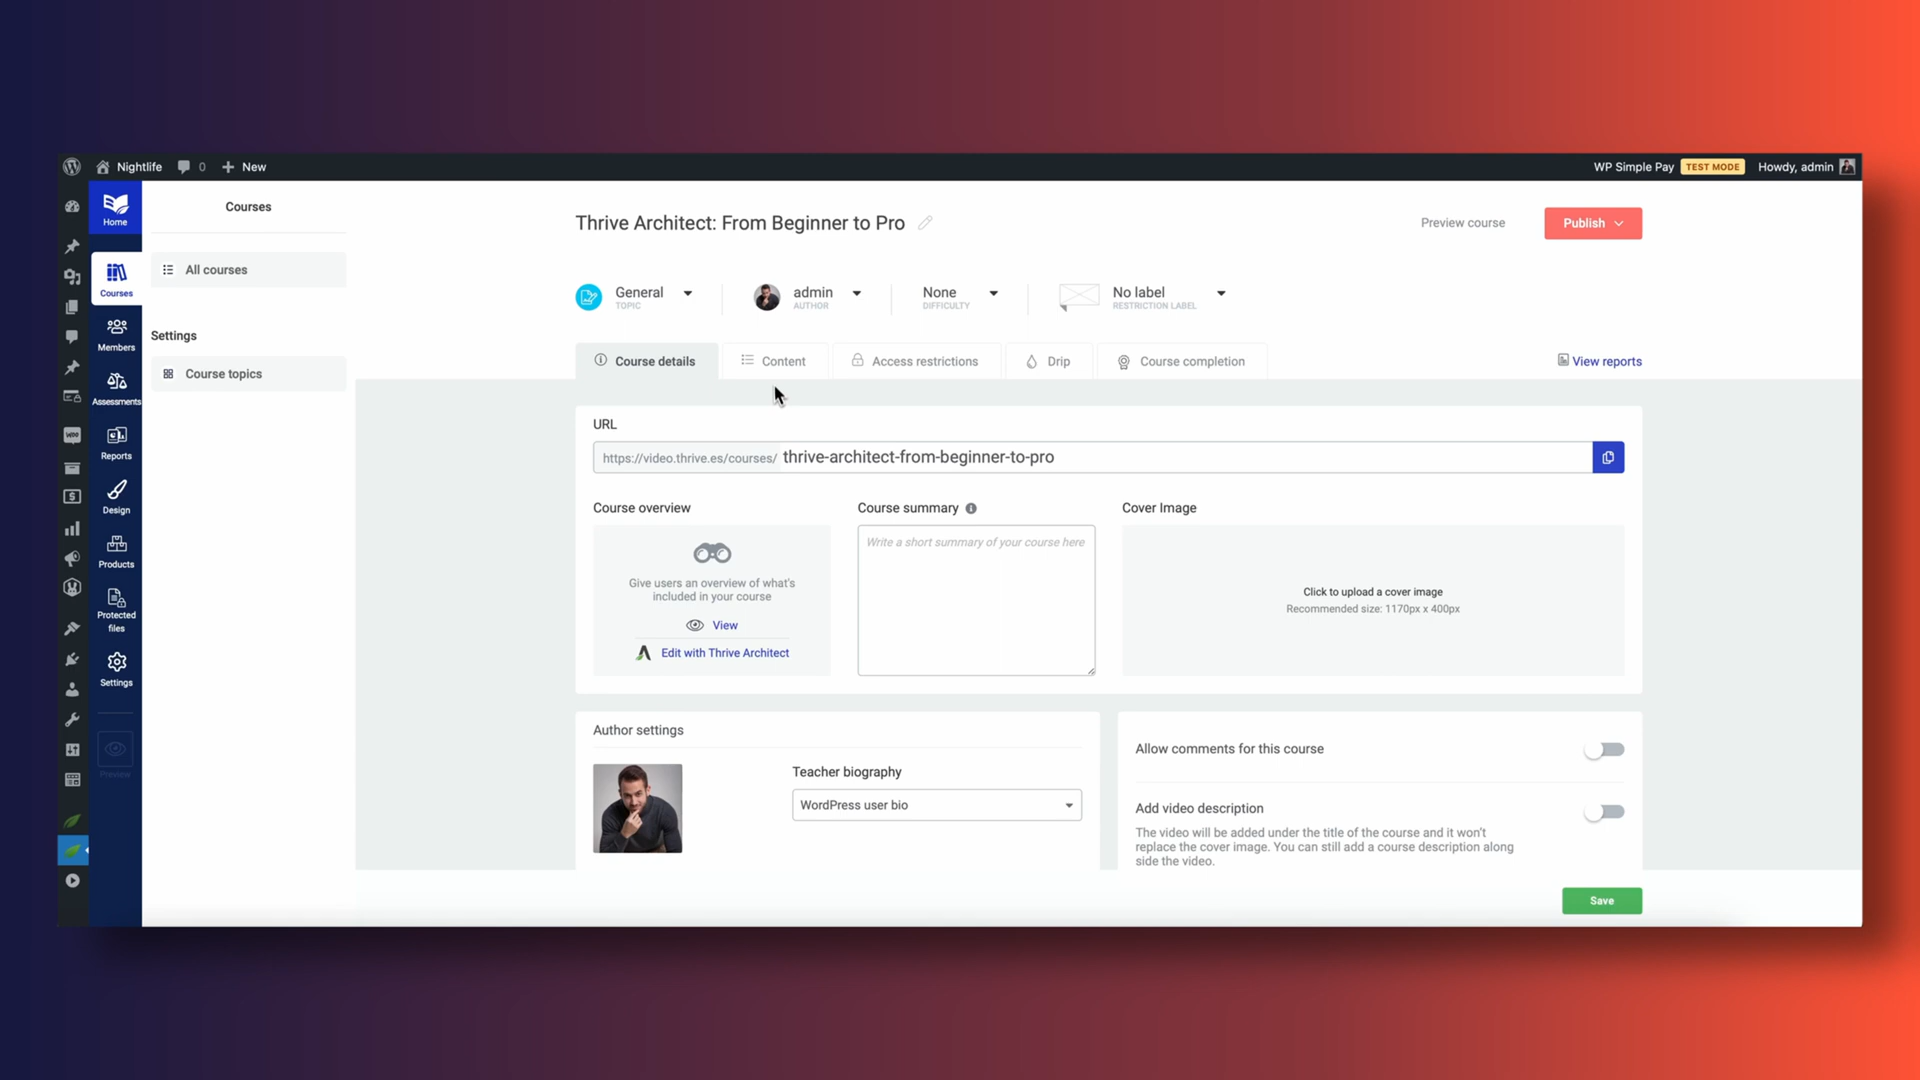 Nightlife 0 New WP Simple Pay TEST MODE Howdy, admin
Home
Courses
Members
Assessments
Reports
Design
Products
Protected
files
Settings
Preview
Courses
All courses
Settings
Course topics
Thrive Architect: From Beginner to Pro Preview course Publish
General admin None No label
TOPIC AUTHOR DIFFICULTY RESTRICTION LABEL
Course details Content Access restrictions Drip Course completion View reports
URL
https://video.thrive.es/courses/ thrive-architect-from-beginner-to-pro
Course overview
Give users an overview of what's
included in your course
View
Edit with Thrive Architect
Course summary
Write a short summary of your course here
Cover Image
Click to upload a cover image
Recommended size: 1170px x 400px
Author settings
Teacher biography
WordPress user bio
Allow comments for this course
Add video description
The video will be added under the title of the course and it won't
replace the cover image. You can still add a course description along
side the video.
Save